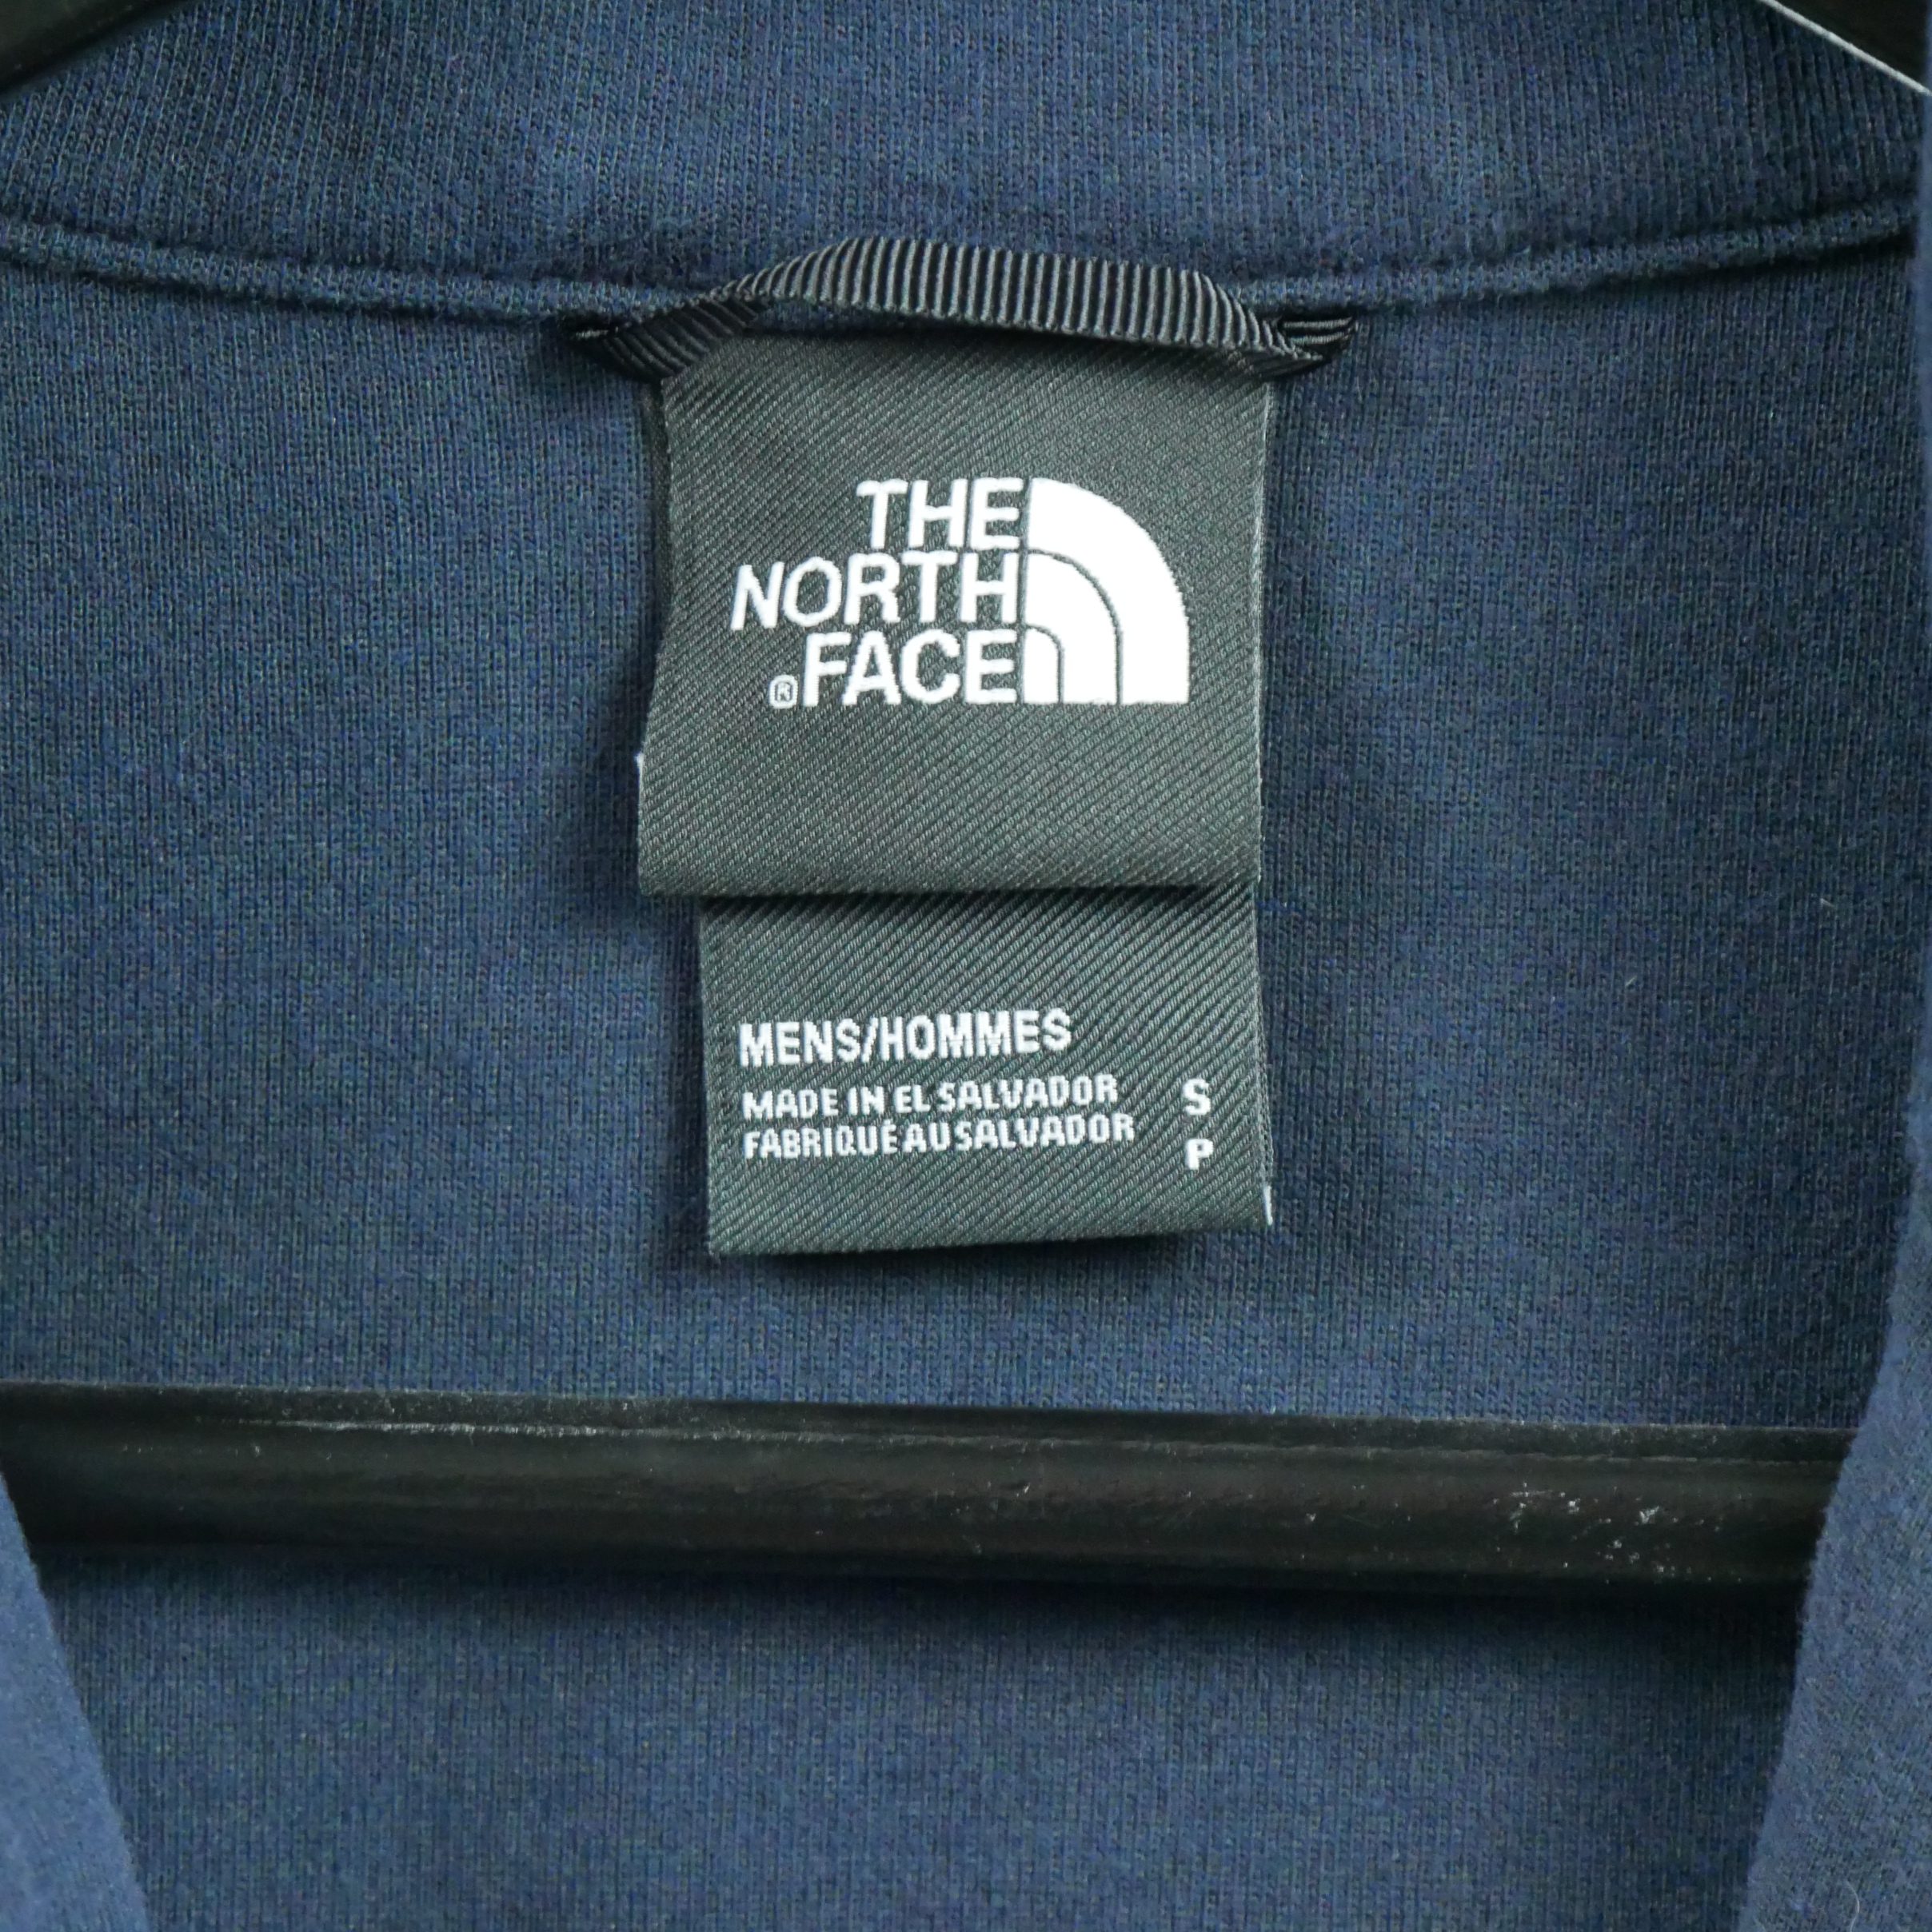 THE
NORTH
® FACE
MENS/HOMMES
MADE IN EL SALVADOR S
FABRIQUÉ AU SALVADOR P